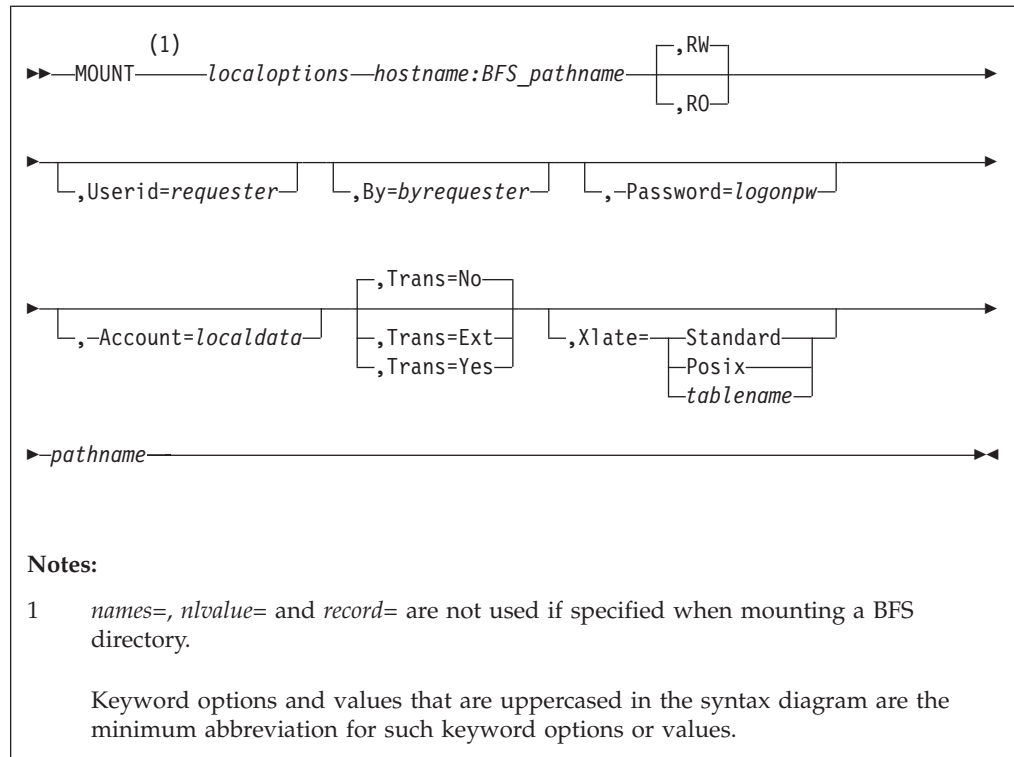 (1)
MOUNT localoptions hostname:BFS_pathname ,RW
,RO
,Userid=requester ,By=byrequester ,Password=logonpw
,Account=localdata ,Trans=No ,Xlate= Standard
,Trans=Ext Posix
,Trans=Yes tablename
pathname
Notes:
1 names=, nlvalue= and record= are not used if specified when mounting a BFS
directory.
Keyword options and values that are uppercased in the syntax diagram are the
minimum abbreviation for such keyword options or values.